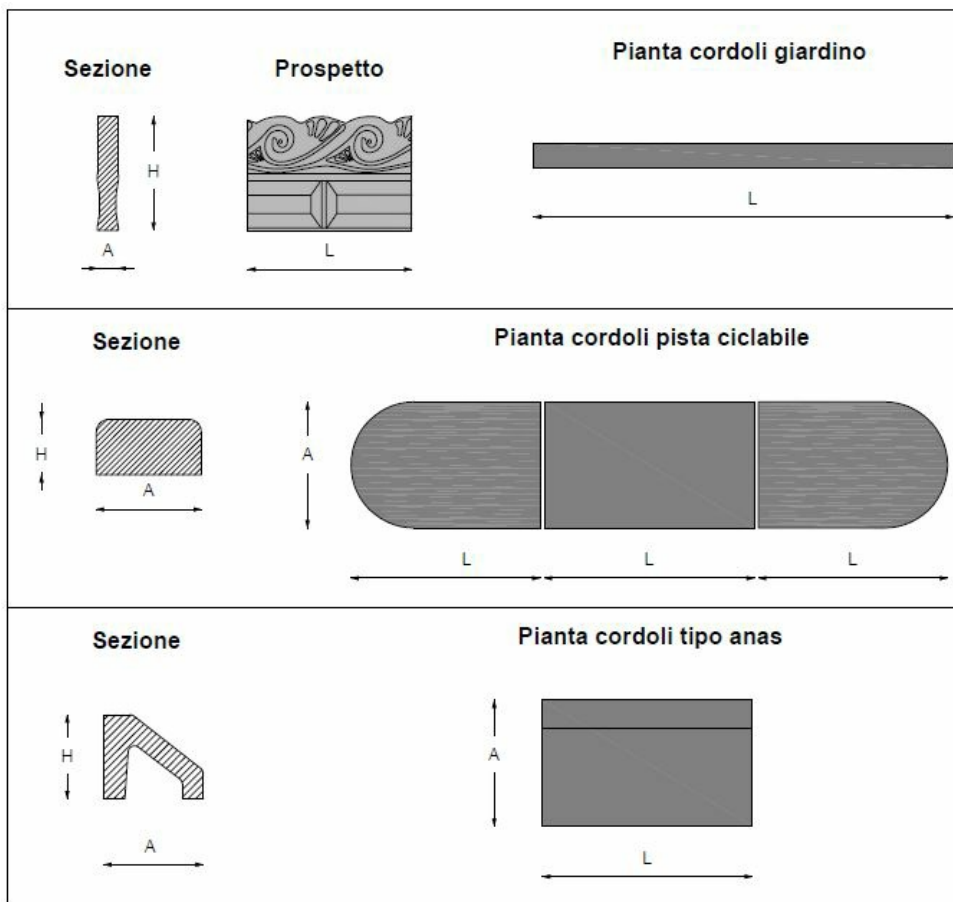 Sezione
Prospetto
Pianta cordoli giardino
H
A
L
L
Sezione
Pianta cordoli pista ciclabile
H
A
A
L
L
L
Sezione
Pianta cordoli tipo anas
H
A
A
L